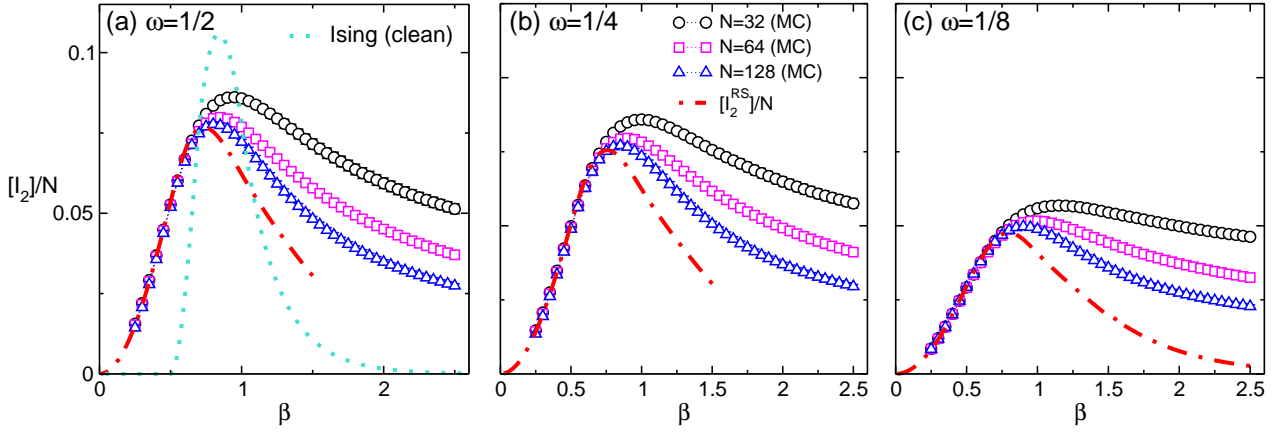 (a) ω=1/2
Ising (clean)
[I₂]/N
0.1
0.05
0
0 0.5 1 1.5 2 2.5
β
(b) ω=1/4
N=32 (MC)
N=64 (MC)
N=128 (MC)
[I₂ᴿˢ]/N
0 0.5 1 1.5 2 2.5
β
(c) ω=1/8
0 0.5 1 1.5 2 2.5
β